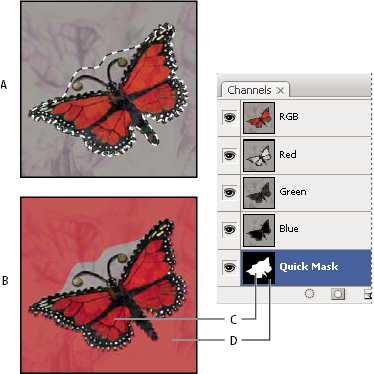 A
Channels ×
RGB
Red
Green
Blue
B
Quick Mask
C
D